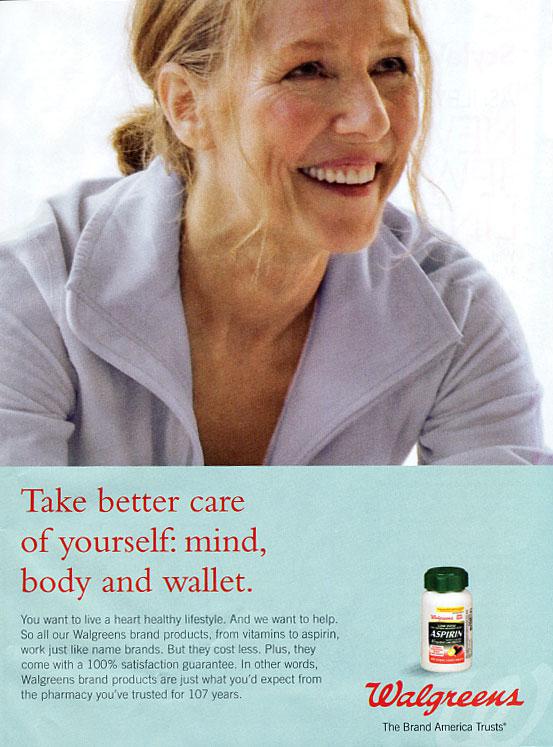 Take better care
of yourself: mind,
body and wallet.
You want to live a heart healthy lifestyle. And we want to help.
So all our Walgreens brand products, from vitamins to aspirin,
work just like name brands. But they cost less. Plus, they
come with a 100% satisfaction guarantee. In other words,
Walgreens brand products are just what you'd expect from
the pharmacy you've trusted for 107 years.
Walgreens
LOW DOSE
ASPIRIN
Walgreens
The Brand America Trusts®